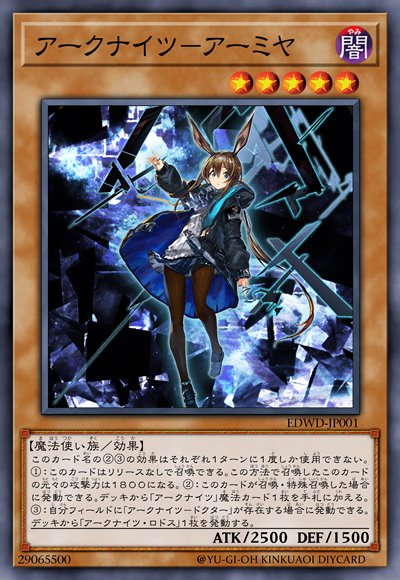 アークナイツ－アーミヤ
闇
やみ
EDWD-JP001
【魔法使い族／効果】
このカード名の②③の効果はそれぞれ1ターンに1度しか使用できない。
①：このカードはリリースなしで召喚できる。この方法で召喚したこのカード
の元々の攻撃力は1800になる。②：このカードが召喚・特殊召喚した場合
に発動できる。デッキから「アークナイツ」魔法カード1枚を手札に加える。
③：自分フィールドに「アークナイツードクター」が存在する場合に発動できる。
デッキから「アークナイツ・ロドス」1枚を発動する。
ATK/2500 DEF/1500
29065500
@YU-GI-OH KINKUAOI DIYCARD